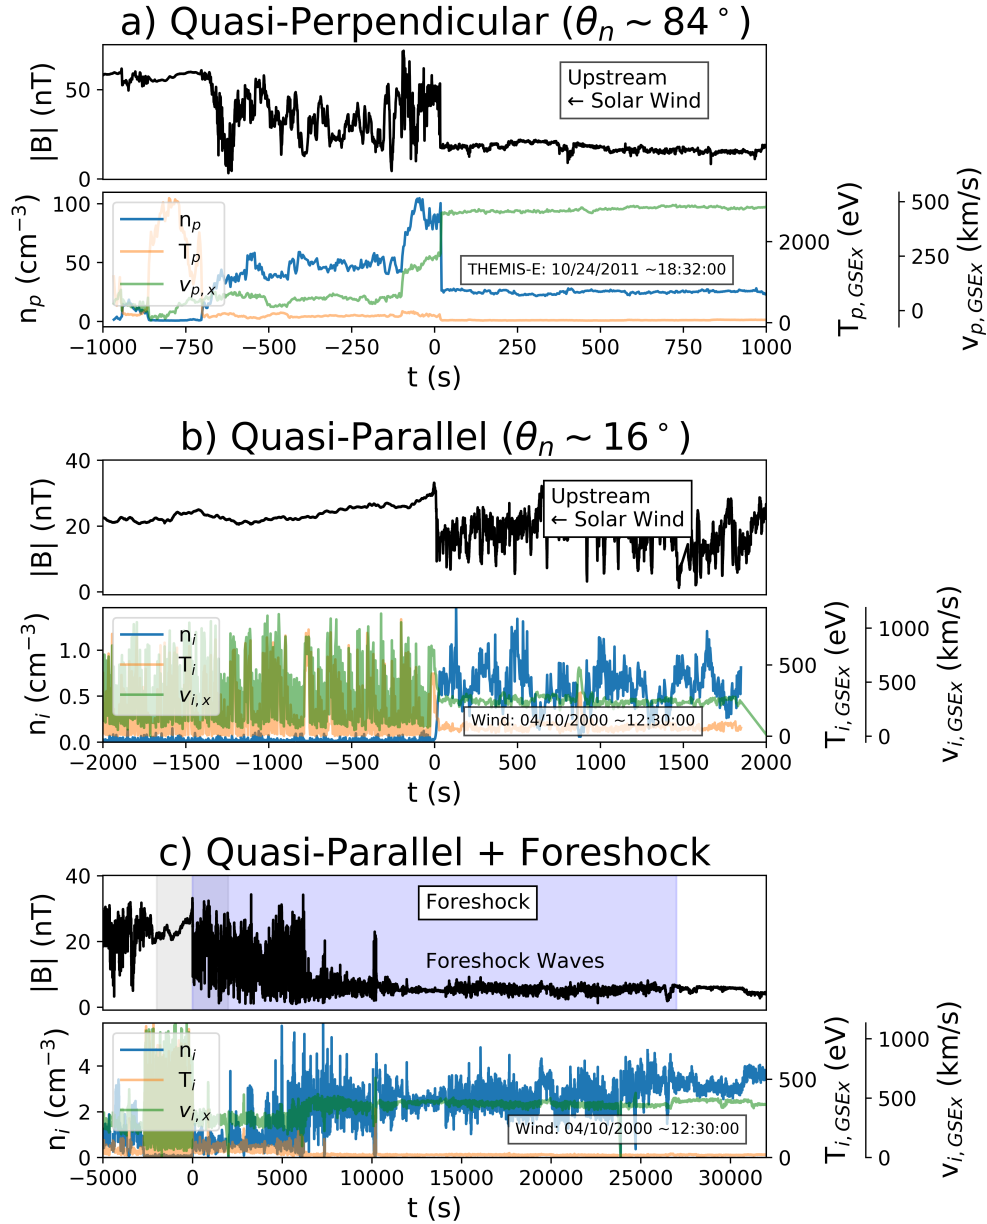 a) Quasi-Perpendicular (θn ~ 84°)
|B| (nT)
50
0
Upstream
← Solar Wind
np (cm−3)
100
50
0
np
Tp
vp,x
THEMIS-E: 10/24/2011 ~18:32:00
2000
0
Tp, GSEx (eV)
500
250
0
vp, GSEx (km/s)
−1000 −750 −500 −250 0 250 500 750 1000
t (s)
b) Quasi-Parallel (θn ~ 16°)
|B| (nT)
40
20
0
Upstream
← Solar Wind
ni (cm−3)
1.0
0.5
0.0
ni
Ti
vi,x
Wind: 04/10/2000 ~12:30:00
500
0
Ti, GSEx (eV)
1000
500
0
vi, GSEx (km/s)
−2000 −1500 −1000 −500 0 500 1000 1500 2000
t (s)
c) Quasi-Parallel + Foreshock
|B| (nT)
40
20
0
Foreshock
Foreshock Waves
ni (cm−3)
4
2
0
ni
Ti
vi,x
Wind: 04/10/2000 ~12:30:00
500
0
Ti, GSEx (eV)
1000
500
0
vi, GSEx (km/s)
−5000 0 5000 10000 15000 20000 25000 30000
t (s)